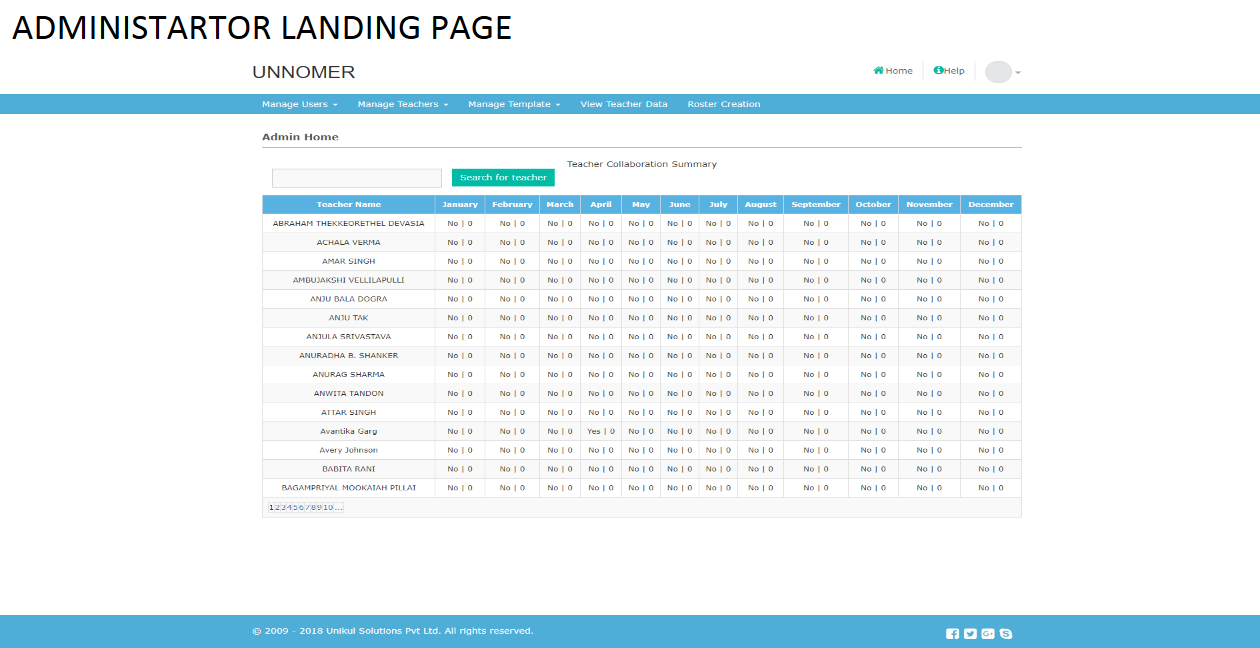 ADMINISTARTOR LANDING PAGE
UNNOMER
Home Help
Manage Users Manage Teachers Manage Template View Teacher Data Roster Creation
Admin Home
Teacher Collaboration Summary
Search for teacher
Teacher Name January February March April May June July August September October November December
ABRAHAM THEKKEORETHEL DEVASIA No | 0 No | 0 No | 0 No | 0 No | 0 No | 0 No | 0 No | 0 No | 0 No | 0 No | 0 No | 0
ACHALA VERMA No | 0 No | 0 No | 0 No | 0 No | 0 No | 0 No | 0 No | 0 No | 0 No | 0 No | 0 No | 0
AMAR SINGH No | 0 No | 0 No | 0 No | 0 No | 0 No | 0 No | 0 No | 0 No | 0 No | 0 No | 0 No | 0
AMBUJAKSHI VELLILAPULLI No | 0 No | 0 No | 0 No | 0 No | 0 No | 0 No | 0 No | 0 No | 0 No | 0 No | 0 No | 0
ANJU BALA DOGRA No | 0 No | 0 No | 0 No | 0 No | 0 No | 0 No | 0 No | 0 No | 0 No | 0 No | 0 No | 0
ANJU TAK No | 0 No | 0 No | 0 No | 0 No | 0 No | 0 No | 0 No | 0 No | 0 No | 0 No | 0 No | 0
ANJULA SRIVASTAVA No | 0 No | 0 No | 0 No | 0 No | 0 No | 0 No | 0 No | 0 No | 0 No | 0 No | 0 No | 0
ANURADHA B. SHANKER No | 0 No | 0 No | 0 No | 0 No | 0 No | 0 No | 0 No | 0 No | 0 No | 0 No | 0 No | 0
ANURAG SHARMA No | 0 No | 0 No | 0 No | 0 No | 0 No | 0 No | 0 No | 0 No | 0 No | 0 No | 0 No | 0
ANWITA TANDON No | 0 No | 0 No | 0 No | 0 No | 0 No | 0 No | 0 No | 0 No | 0 No | 0 No | 0 No | 0
ATTAR SINGH No | 0 No | 0 No | 0 No | 0 No | 0 No | 0 No | 0 No | 0 No | 0 No | 0 No | 0 No | 0
Avantika Garg No | 0 No | 0 No | 0 Yes | 0 No | 0 No | 0 No | 0 No | 0 No | 0 No | 0 No | 0 No | 0
Avery Johnson No | 0 No | 0 No | 0 No | 0 No | 0 No | 0 No | 0 No | 0 No | 0 No | 0 No | 0 No | 0
BABITA RANI No | 0 No | 0 No | 0 No | 0 No | 0 No | 0 No | 0 No | 0 No | 0 No | 0 No | 0 No | 0
BAGAMPRIYAL MOOKAIAH PILLAI No | 0 No | 0 No | 0 No | 0 No | 0 No | 0 No | 0 No | 0 No | 0 No | 0 No | 0 No | 0
1 2 3 4 5 6 7 8 9 10 ...
© 2009 - 2018 Unikul Solutions Pvt Ltd. All rights reserved.